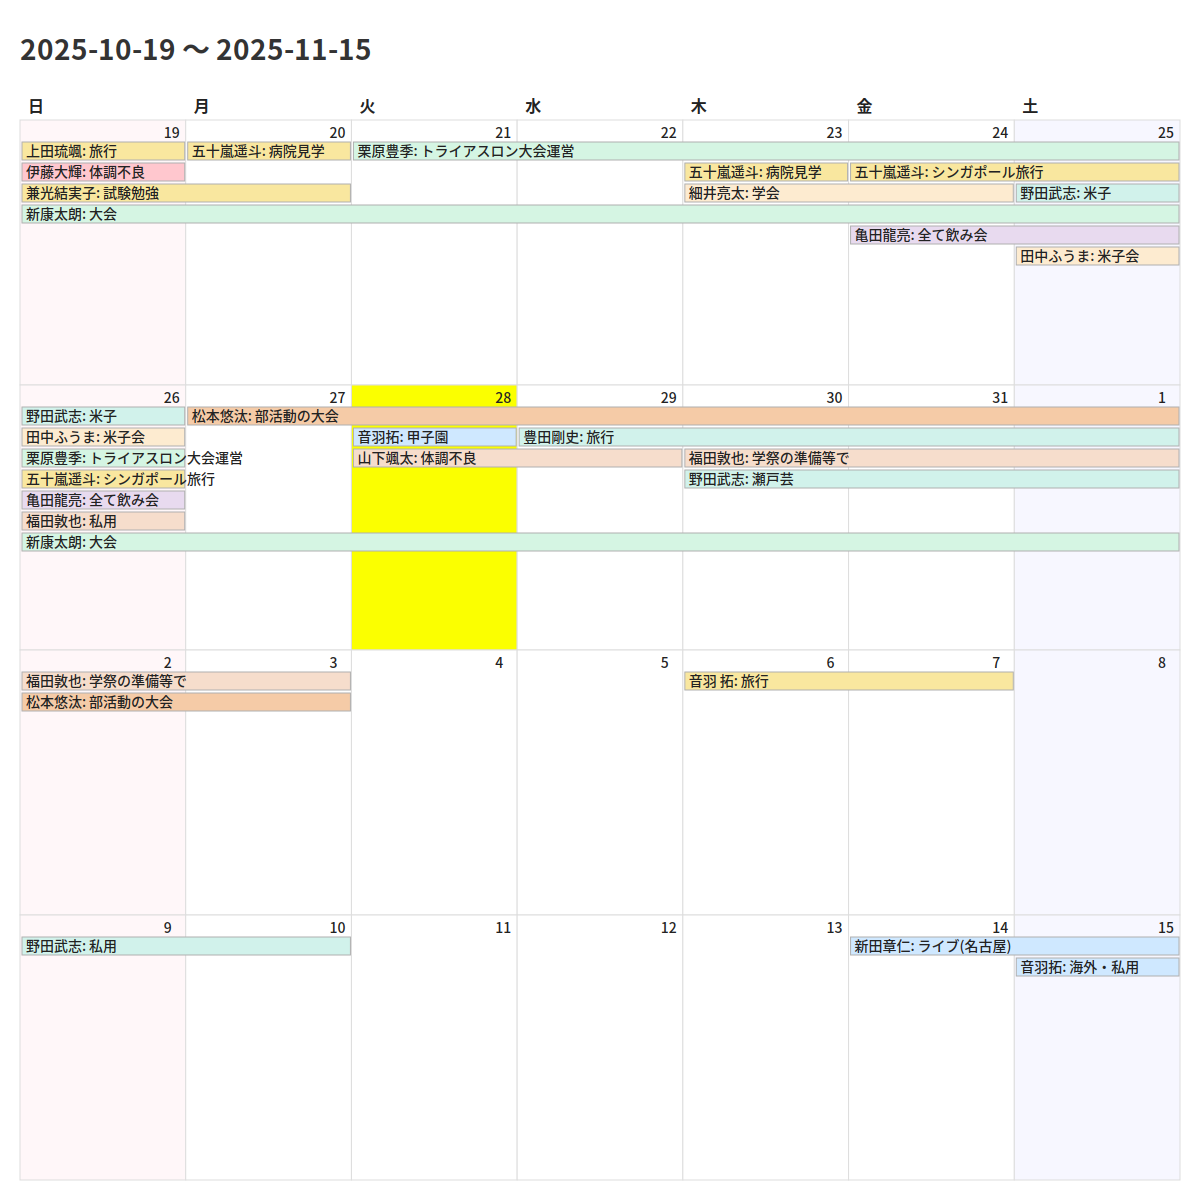 2025-10-19 〜 2025-11-15
日 月 火 水 木 金 土
19 20 21 22 23 24 25
上田琉颯: 旅行 五十嵐遥斗: 病院見学 栗原豊季: トライアスロン大会運営
伊藤大輝: 体調不良 五十嵐遥斗: 病院見学 五十嵐遥斗: シンガポール旅行
兼光結実子: 試験勉強 細井亮太: 学会 野田武志: 米子
新康太朗: 大会
亀田龍亮: 全て飲み会
田中ふうま: 米子会
26 27 28 29 30 31 1
野田武志: 米子 松本悠汰: 部活動の大会
田中ふうま: 米子会 音羽拓: 甲子園 豊田剛史: 旅行
栗原豊季: トライアスロン大会運営 山下颯太: 体調不良 福田敦也: 学祭の準備等で
五十嵐遥斗: シンガポール旅行 野田武志: 瀬戸芸
亀田龍亮: 全て飲み会
福田敦也: 私用
新康太朗: 大会
2 3 4 5 6 7 8
福田敦也: 学祭の準備等で 音羽 拓: 旅行
松本悠汰: 部活動の大会
9 10 11 12 13 14 15
野田武志: 私用 新田章仁: ライブ(名古屋)
音羽拓: 海外・私用